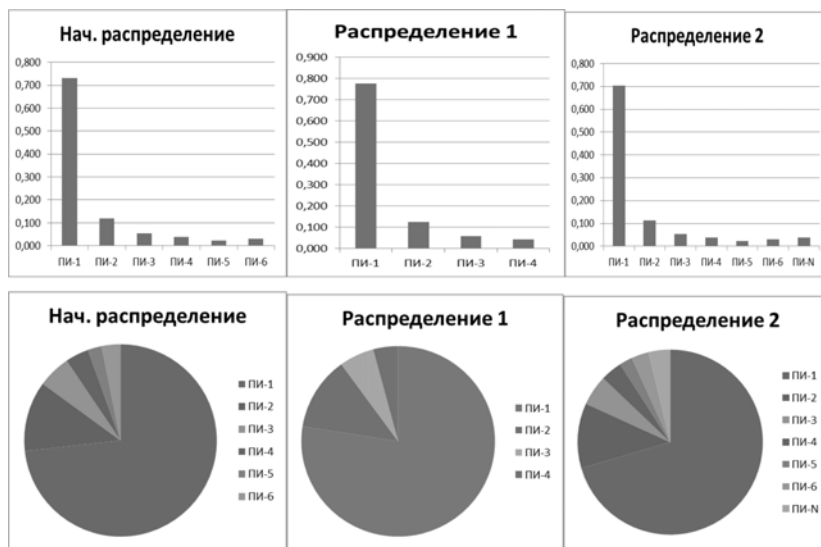 Нач. распределение
0,800
0,700
0,600
0,500
0,400
0,300
0,200
0,100
0,000
ПИ-1 ПИ-2 ПИ-3 ПИ-4 ПИ-5 ПИ-6
Распределение 1
0,900
0,800
0,700
0,600
0,500
0,400
0,300
0,200
0,100
0,000
ПИ-1 ПИ-2 ПИ-3 ПИ-4
Распределение 2
0,800
0,700
0,600
0,500
0,400
0,300
0,200
0,100
0,000
ПИ-1 ПИ-2 ПИ-3 ПИ-4 ПИ-5 ПИ-6 ПИ-N
Нач. распределение
ПИ-1
ПИ-2
ПИ-3
ПИ-4
ПИ-5
ПИ-6
Распределение 1
ПИ-1
ПИ-2
ПИ-3
ПИ-4
Распределение 2
ПИ-1
ПИ-2
ПИ-3
ПИ-4
ПИ-5
ПИ-6
ПИ-N